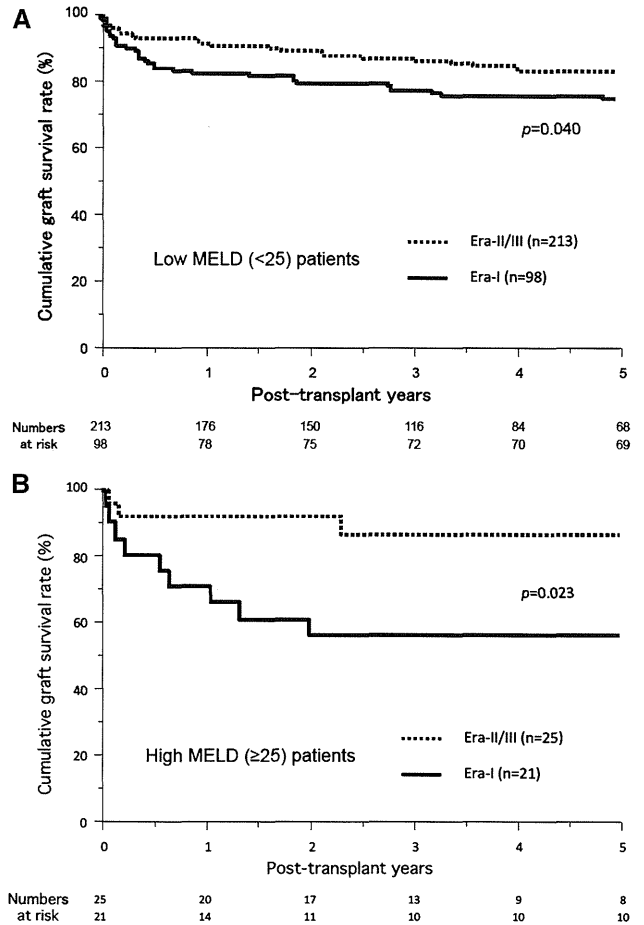 A
Cumulative graft survival rate (%)
100
80
60
40
20
0
p=0.040
Low MELD (<25) patients
Era-II/III (n=213)
Era-I (n=98)
0 1 2 3 4 5
Post-transplant years
Numbers at risk
213 176 150 116 84 68
98 78 75 72 70 69
B
Cumulative graft survival rate (%)
100
80
60
40
20
0
p=0.023
High MELD (≥25) patients
Era-II/III (n=25)
Era-I (n=21)
0 1 2 3 4 5
Post-transplant years
Numbers at risk
25 20 17 13 9 8
21 14 11 10 10 10